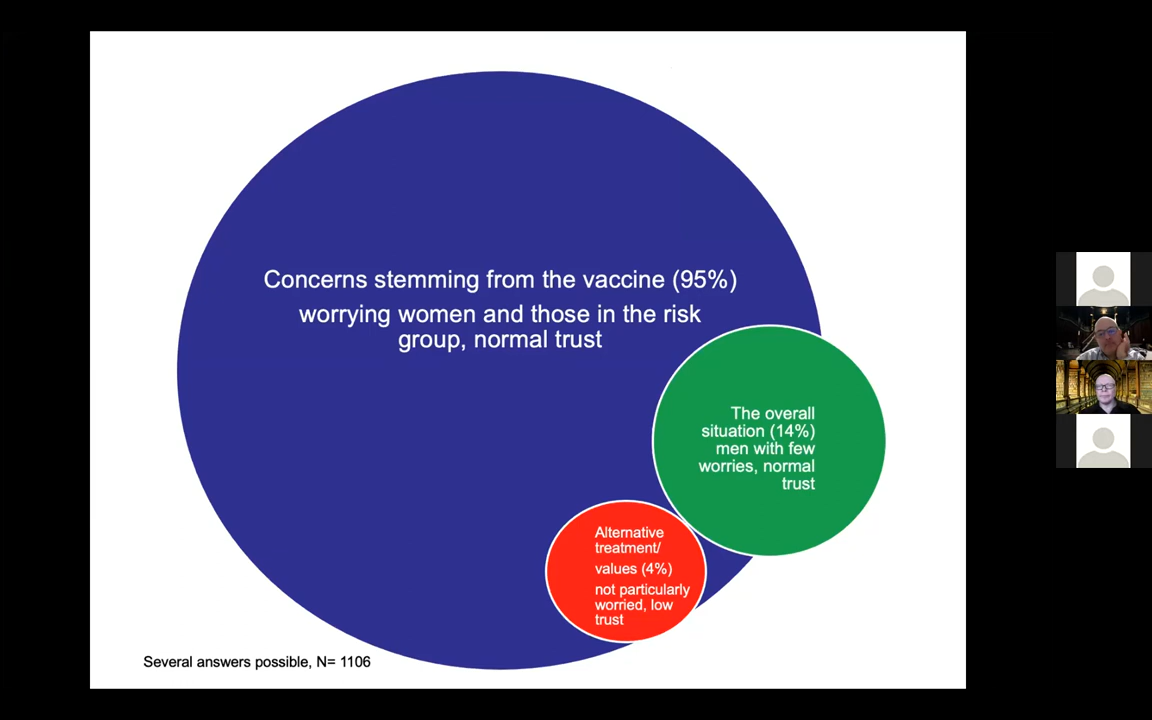 Concerns stemming from the vaccine (95%)
worrying women and those in the risk
group, normal trust
The overall
situation (14%)
men with few
worries, normal
trust
Alternative
treatment/
values (4%)
not particularly
worried, low
trust
Several answers possible, N= 1106